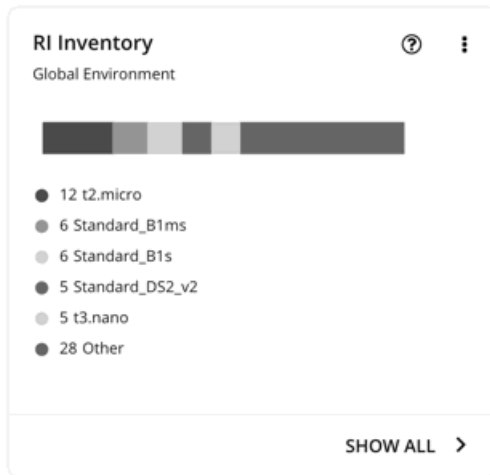 RI Inventory
Global Environment
12 t2.micro
6 Standard_B1ms
6 Standard_B1s
5 Standard_DS2_v2
5 t3.nano
28 Other
SHOW ALL